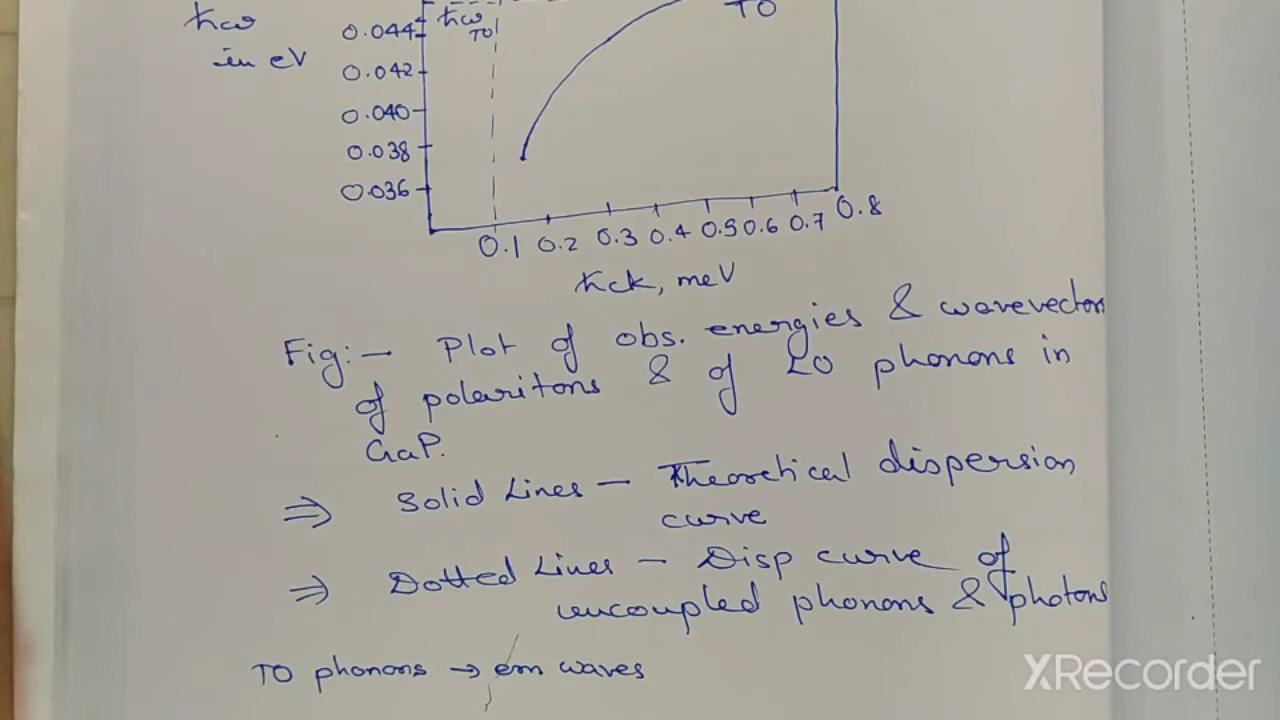 ħω
in eV
0.044
ħω TO
TO
0.042
0.040
0.038
0.036
0.1 0.2 0.3 0.4 0.5 0.6 0.7 0.8
ħck, meV
Fig:- Plot of obs. energies & wavevectors
of polaritons & of LO phonons in
GaP.
⇒ Solid Lines - Theoretical dispersion
curve
⇒ Dotted Lines - Disp curve of
uncoupled phonons & photons
TO phonons → em waves
XRecorder